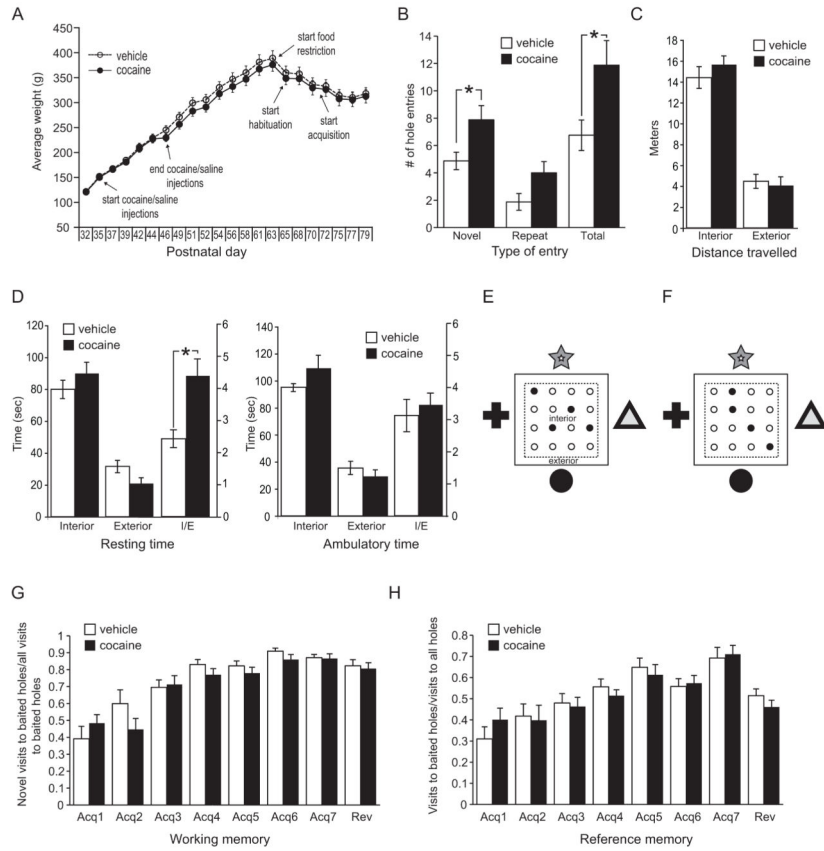 A
vehicle
cocaine
450
400
350
300
250
200
150
100
50
Average weight (g)
start food
restriction
start
habituation
start
acquisition
end cocaine/saline
injections
start cocaine/saline
injections
32 35 37 39 42 44 46 49 51 52 54 56 58 61 63 65 68 70 72 75 77 79
Postnatal day
B
vehicle
cocaine
14
12
10
8
6
4
2
0
# of hole entries
*
*
Novel Repeat Total
Type of entry
C
vehicle
cocaine
18
16
14
12
10
8
6
4
2
0
Meters
Interior Exterior
Distance travelled
D
vehicle
cocaine
120
100
80
60
40
20
0
Time (sec)
*
6
5
4
3
2
1
0
Interior Exterior I/E
Resting time
vehicle
cocaine
140
120
100
80
60
40
20
0
Time (sec)
6
5
4
3
2
1
0
Interior Exterior I/E
Ambulatory time
E
interior
exterior
F
G
vehicle
cocaine
1
0.9
0.8
0.7
0.6
0.5
0.4
0.3
0.2
0.1
0
Novel visits to baited holes/all visits
to baited holes
Acq1 Acq2 Acq3 Acq4 Acq5 Acq6 Acq7 Rev
Working memory
H
vehicle
cocaine
0.8
0.7
0.6
0.5
0.4
0.3
0.2
0.1
0
Visits to baited holes/visits to all holes
Acq1 Acq2 Acq3 Acq4 Acq5 Acq6 Acq7 Rev
Reference memory